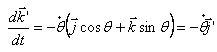 dk⃗'/dt = -θ̇(j⃗ cos θ + k⃗ sin θ) = -θ̇j⃗'